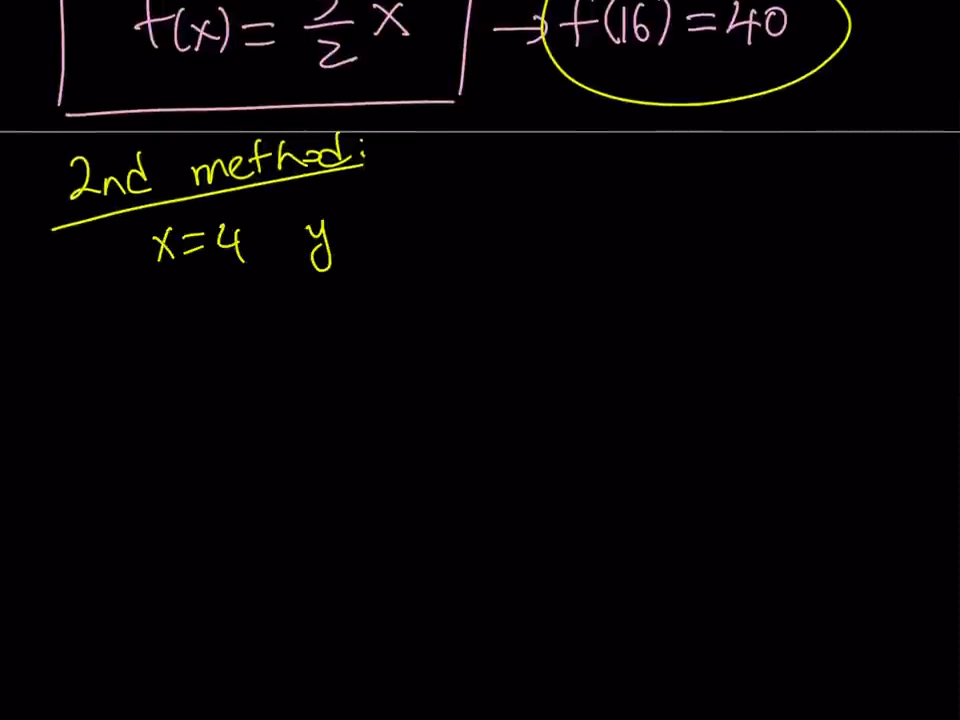 f(x) = 5/2 x → f(16) = 40
2nd method:
x=4 y